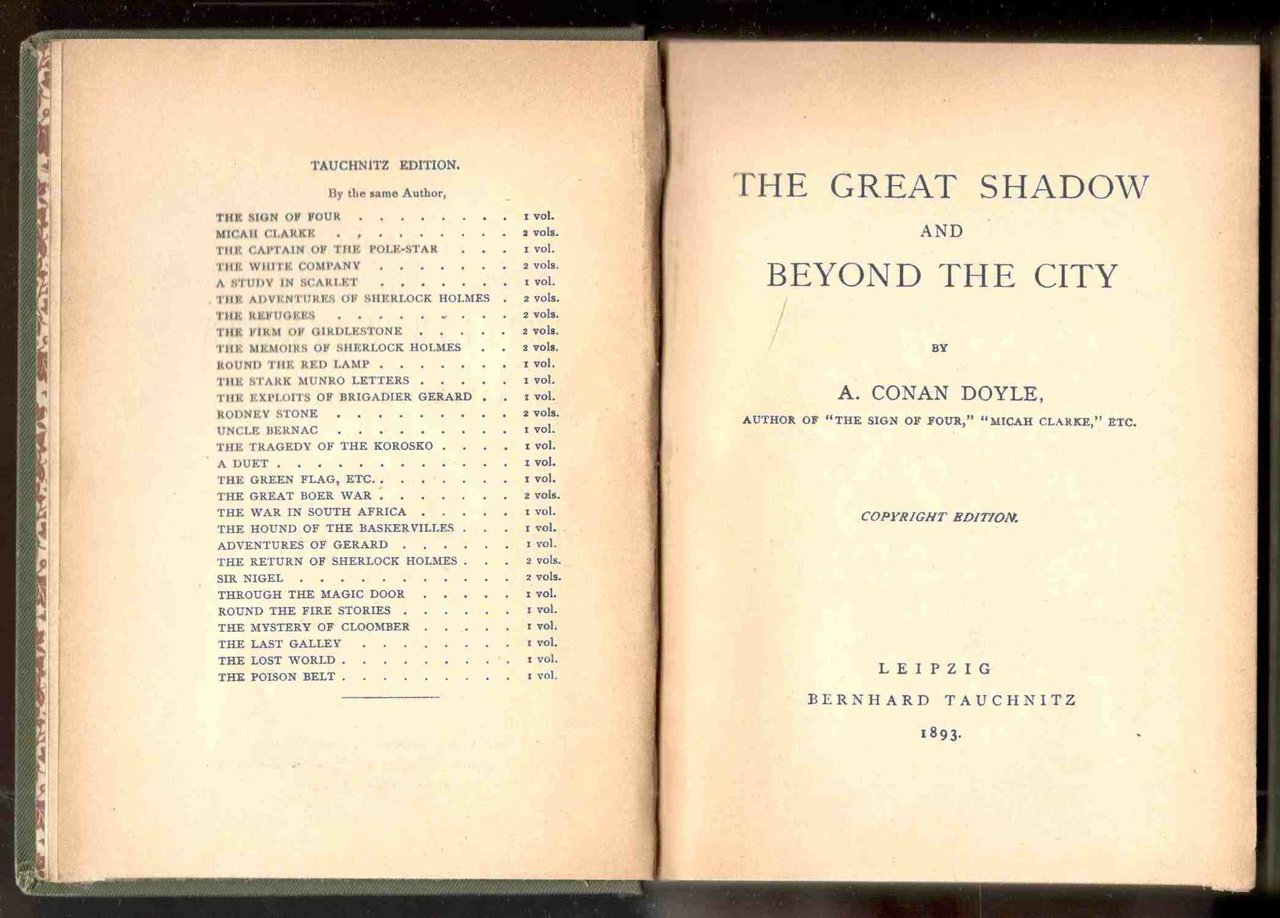 TAUCHNITZ EDITION.
By the same Author,
THE SIGN OF FOUR . . . . . . . . 1 vol.
MICAH CLARKE . . . . . . . . . 2 vols.
THE CAPTAIN OF THE POLE-STAR . . . 1 vol.
THE WHITE COMPANY . . . . . . . 2 vols.
A STUDY IN SCARLET . . . . . . . 1 vol.
THE ADVENTURES OF SHERLOCK HOLMES . 2 vols.
THE REFUGEES . . . . . . . . . 2 vols.
THE FIRM OF GIRDLESTONE . . . . . 2 vols.
THE MEMOIRS OF SHERLOCK HOLMES . . 2 vols.
ROUND THE RED LAMP . . . . . . . 1 vol.
THE STARK MUNRO LETTERS . . . . . 1 vol.
THE EXPLOITS OF BRIGADIER GERARD . . 1 vol.
RODNEY STONE . . . . . . . . . 2 vols.
UNCLE BERNAC . . . . . . . . . 1 vol.
THE TRAGEDY OF THE KOROSKO . . . . 1 vol.
A DUET . . . . . . . . . . . . 1 vol.
THE GREEN FLAG, ETC. . . . . . . . 1 vol.
THE GREAT BOER WAR . . . . . . . 2 vols.
THE WAR IN SOUTH AFRICA . . . . . 1 vol.
THE HOUND OF THE BASKERVILLES . . . 1 vol.
ADVENTURES OF GERARD . . . . . . 1 vol.
THE RETURN OF SHERLOCK HOLMES . . . 2 vols.
SIR NIGEL . . . . . . . . . . . 2 vols.
THROUGH THE MAGIC DOOR . . . . . 1 vol.
ROUND THE FIRE STORIES . . . . . . 1 vol.
THE MYSTERY OF CLOOMBER . . . . . 1 vol.
THE LAST GALLEY . . . . . . . . 1 vol.
THE LOST WORLD . . . . . . . . . 1 vol.
THE POISON BELT . . . . . . . . . 1 vol.
THE GREAT SHADOW
AND
BEYOND THE CITY
BY
A. CONAN DOYLE,
AUTHOR OF "THE SIGN OF FOUR," "MICAH CLARKE," ETC.
COPYRIGHT EDITION.
LEIPZIG
BERNHARD TAUCHNITZ
1893.